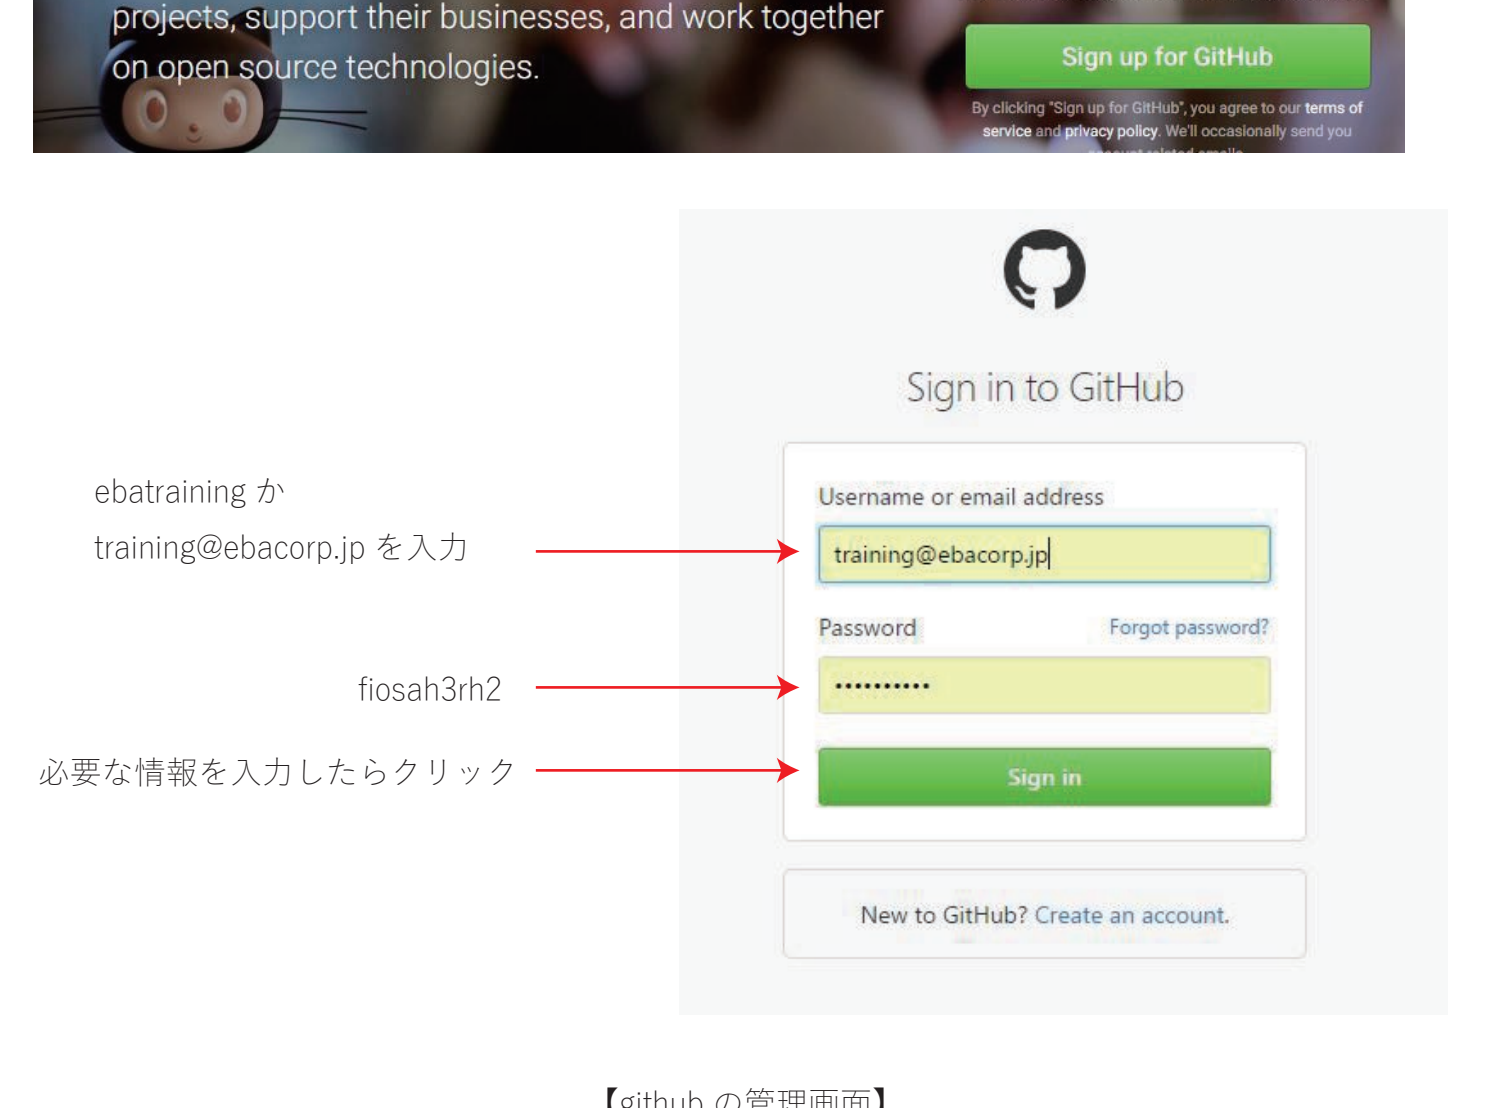 projects, support their businesses, and work together
on open source technologies.
Sign up for GitHub
By clicking "Sign up for GitHub", you agree to our terms of
service and privacy policy. We'll occasionally send you
account related emails.
Sign in to GitHub
ebatraining か
training@ebacorp.jp を入力
Username or email address
training@ebacorp.jp
Password Forgot password?
fiosah3rh2
••••••••••
必要な情報を入力したらクリック
Sign in
New to GitHub? Create an account.
【github の管理画面】